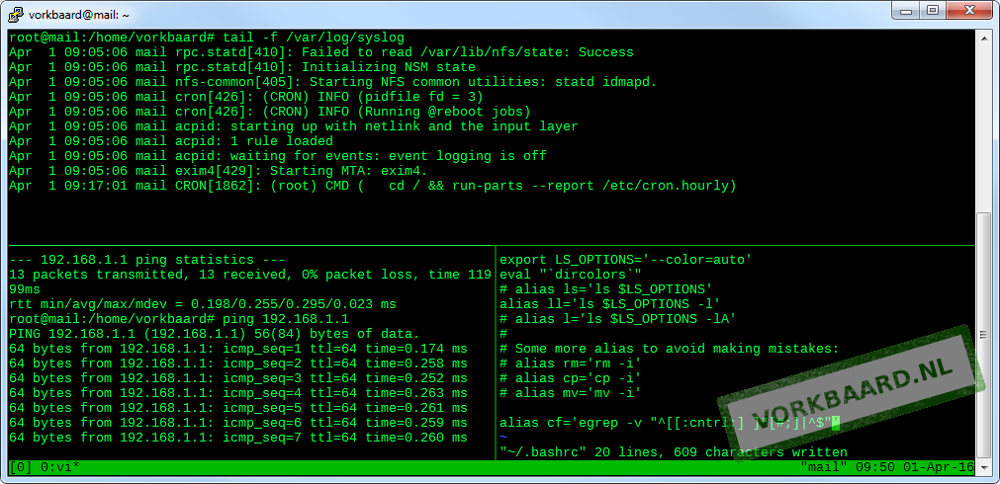 vorkbaard@mail: ~
root@mail:/home/vorkbaard# tail -f /var/log/syslog
Apr  1 09:05:06 mail rpc.statd[410]: Failed to read /var/lib/nfs/state: Success
Apr  1 09:05:06 mail rpc.statd[410]: Initializing NSM state
Apr  1 09:05:06 mail nfs-common[405]: Starting NFS common utilities: statd idmapd.
Apr  1 09:05:06 mail cron[426]: (CRON) INFO (pidfile fd = 3)
Apr  1 09:05:06 mail cron[426]: (CRON) INFO (Running @reboot jobs)
Apr  1 09:05:06 mail acpid: starting up with netlink and the input layer
Apr  1 09:05:06 mail acpid: 1 rule loaded
Apr  1 09:05:06 mail acpid: waiting for events: event logging is off
Apr  1 09:05:06 mail exim4[429]: Starting MTA: exim4.
Apr  1 09:17:01 mail CRON[1862]: (root) CMD (   cd / && run-parts --report /etc/cron.hourly)
--- 192.168.1.1 ping statistics ---
13 packets transmitted, 13 received, 0% packet loss, time 119
99ms
rtt min/avg/max/mdev = 0.198/0.255/0.295/0.023 ms
root@mail:/home/vorkbaard# ping 192.168.1.1
PING 192.168.1.1 (192.168.1.1) 56(84) bytes of data.
64 bytes from 192.168.1.1: icmp_seq=1 ttl=64 time=0.174 ms
64 bytes from 192.168.1.1: icmp_seq=2 ttl=64 time=0.258 ms
64 bytes from 192.168.1.1: icmp_seq=3 ttl=64 time=0.252 ms
64 bytes from 192.168.1.1: icmp_seq=4 ttl=64 time=0.263 ms
64 bytes from 192.168.1.1: icmp_seq=5 ttl=64 time=0.261 ms
64 bytes from 192.168.1.1: icmp_seq=6 ttl=64 time=0.259 ms
64 bytes from 192.168.1.1: icmp_seq=7 ttl=64 time=0.260 ms
export LS_OPTIONS='--color=auto'
eval "`dircolors`"
# alias ls='ls $LS_OPTIONS'
alias ll='ls $LS_OPTIONS -l'
# alias l='ls $LS_OPTIONS -lA'
#
# Some more alias to avoid making mistakes:
# alias rm='rm -i'
# alias cp='cp -i'
# alias mv='mv -i'
alias cf='egrep -v "^[[:cntrl:]
~
"~/.bashrc" 20 lines, 609 characters written
VORKBAARD.NL
[0] 0:vi*
"mail" 09:50 01-Apr-16